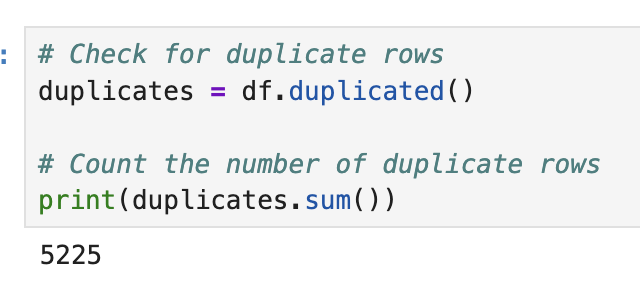 :
# Check for duplicate rows
duplicates = df.duplicated()
# Count the number of duplicate rows
print(duplicates.sum())
5225